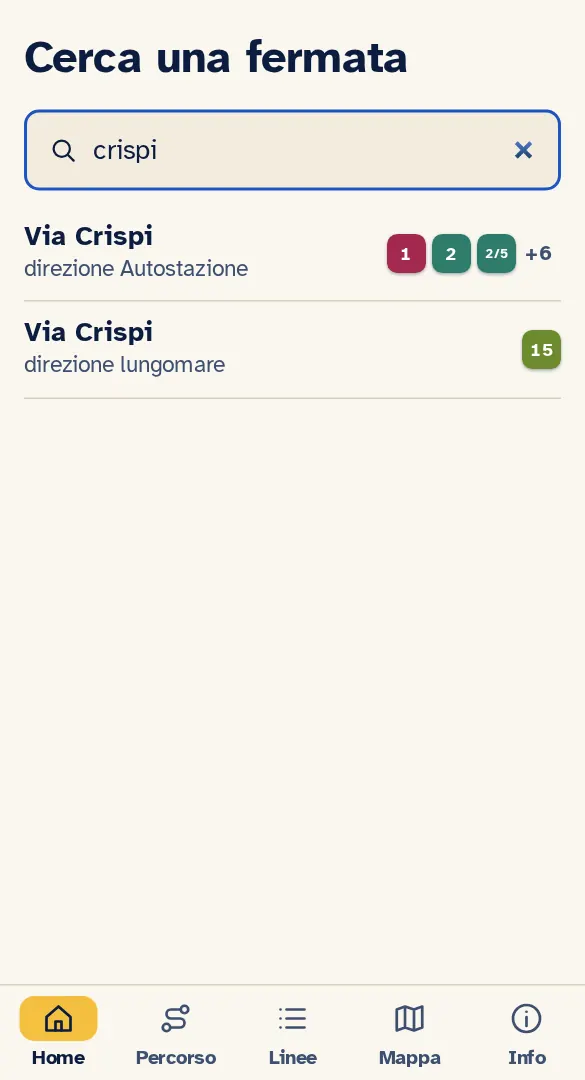 Cerca una fermata
crispi
Via Crispi
direzione Autostazione
1 2 2/5 +6
Via Crispi
direzione lungomare
15
Home Percorso Linee Mappa Info